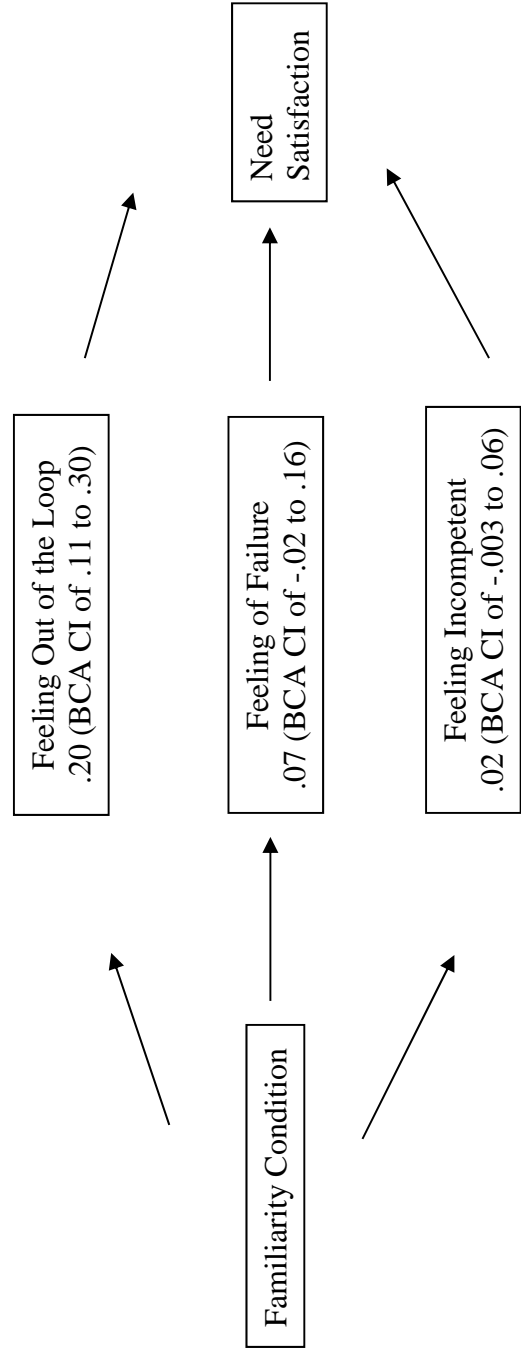 Feeling Out of the Loop
.20 (BCA CI of .11 to .30)
Familiarity Condition
Feeling of Failure
.07 (BCA CI of -.02 to .16)
Need
Satisfaction
Feeling Incompetent
.02 (BCA CI of -.003 to .06)